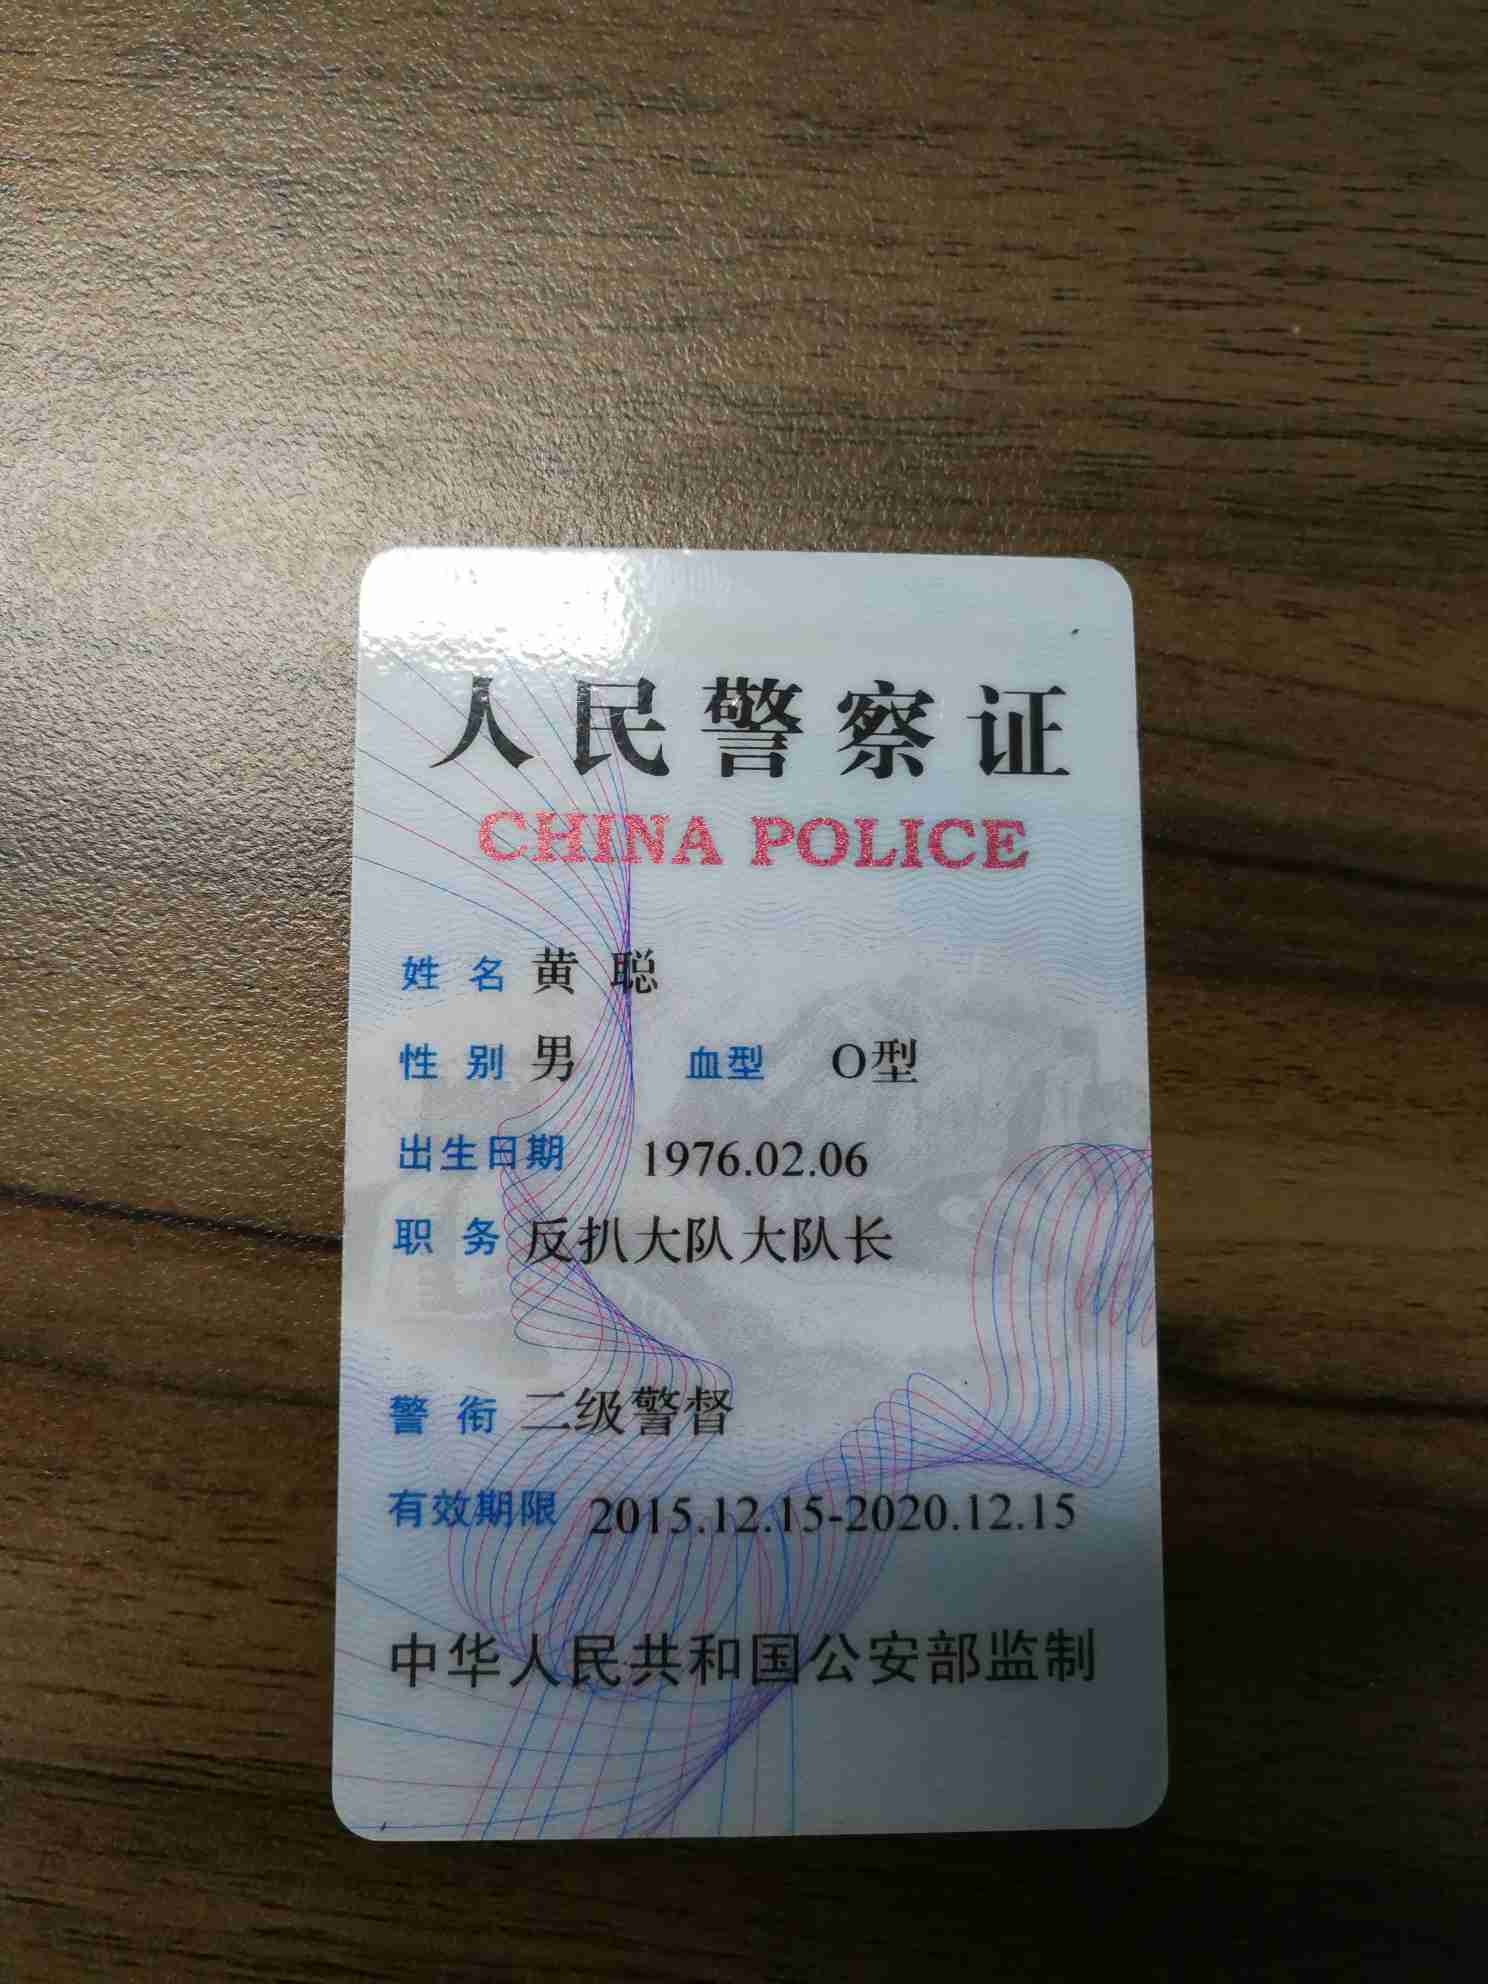 人民警察证
CHINA POLICE
姓名 黄聪
性别 男 血型 O型
出生日期 1976.02.06
职务 反扒大队大队长
警衔 二级警督
有效期限 2015.12.15-2020.12.15
中华人民共和国公安部监制